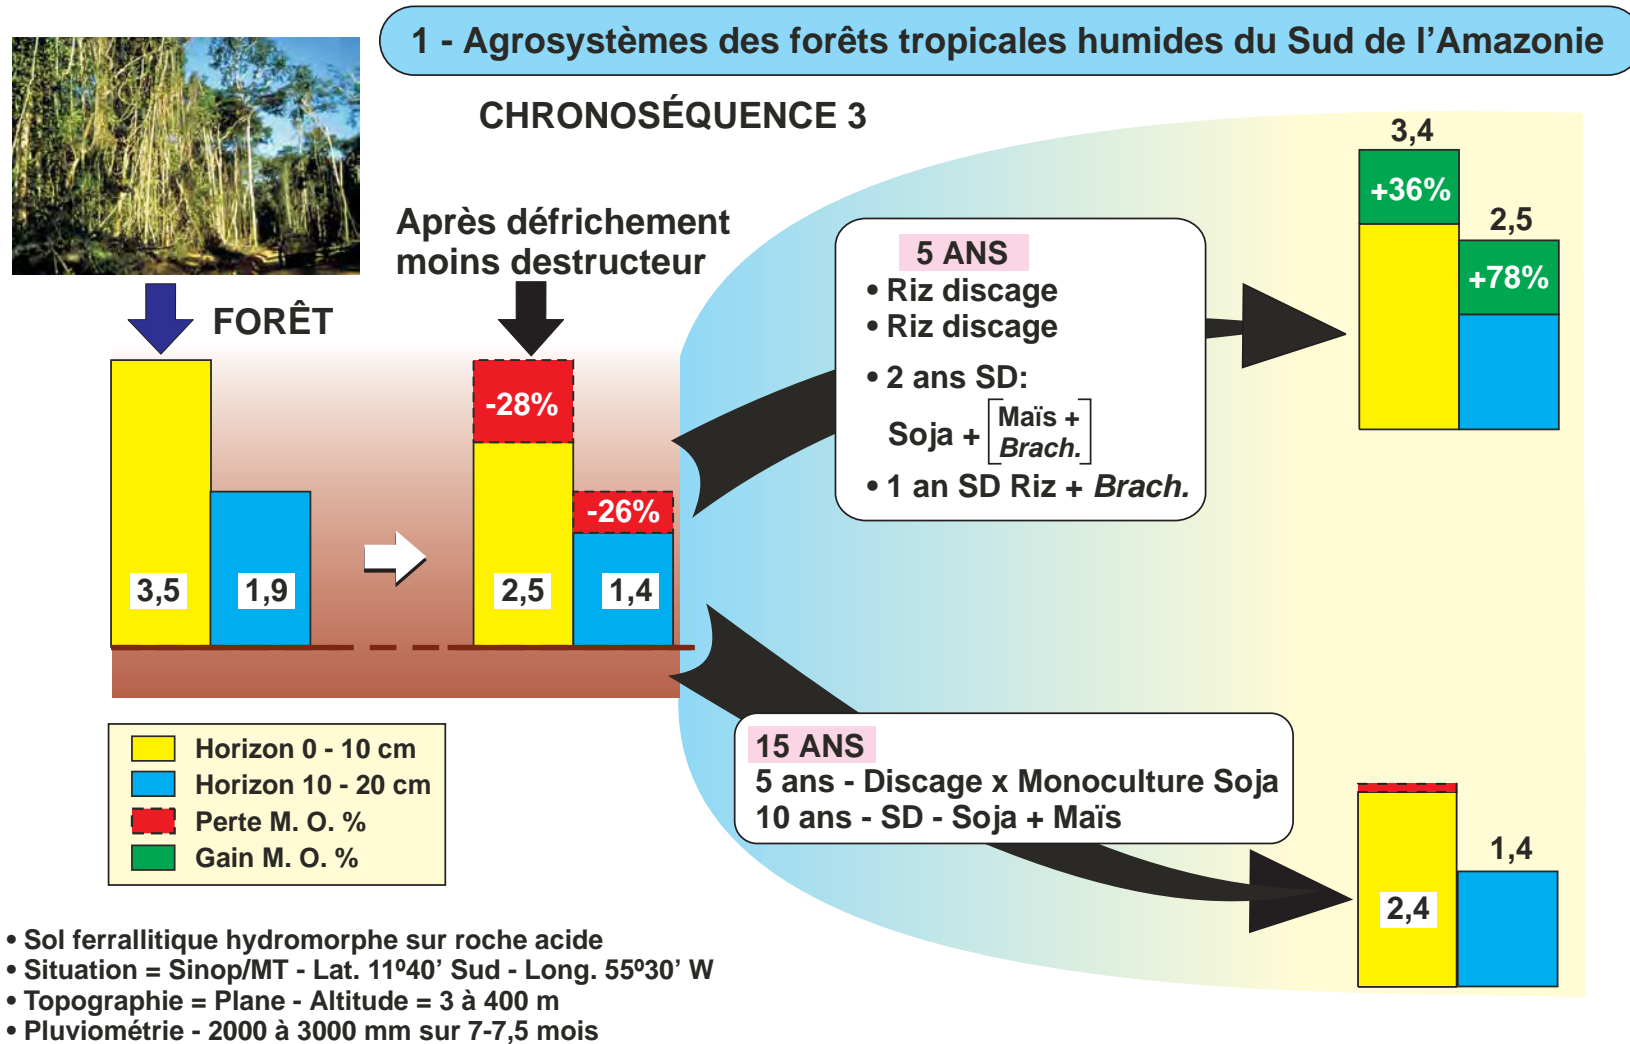 1 - Agrosystèmes des forêts tropicales humides du Sud de l’Amazonie
CHRONOSÉQUENCE 3
FORÊT
3,5
1,9
Après défrichement
moins destructeur
-28%
-26%
2,5
1,4
5 ANS
• Riz discage
• Riz discage
• 2 ans SD:
Soja + [Maïs +
Brach.]
• 1 an SD Riz + Brach.
3,4
+36%
2,5
+78%
15 ANS
5 ans - Discage x Monoculture Soja
10 ans - SD - Soja + Maïs
2,4
1,4
Horizon 0 - 10 cm
Horizon 10 - 20 cm
Perte M. O. %
Gain M. O. %
• Sol ferrallitique hydromorphe sur roche acide
• Situation = Sinop/MT - Lat. 11º40’ Sud - Long. 55º30’ W
• Topographie = Plane - Altitude = 3 à 400 m
• Pluviométrie - 2000 à 3000 mm sur 7-7,5 mois